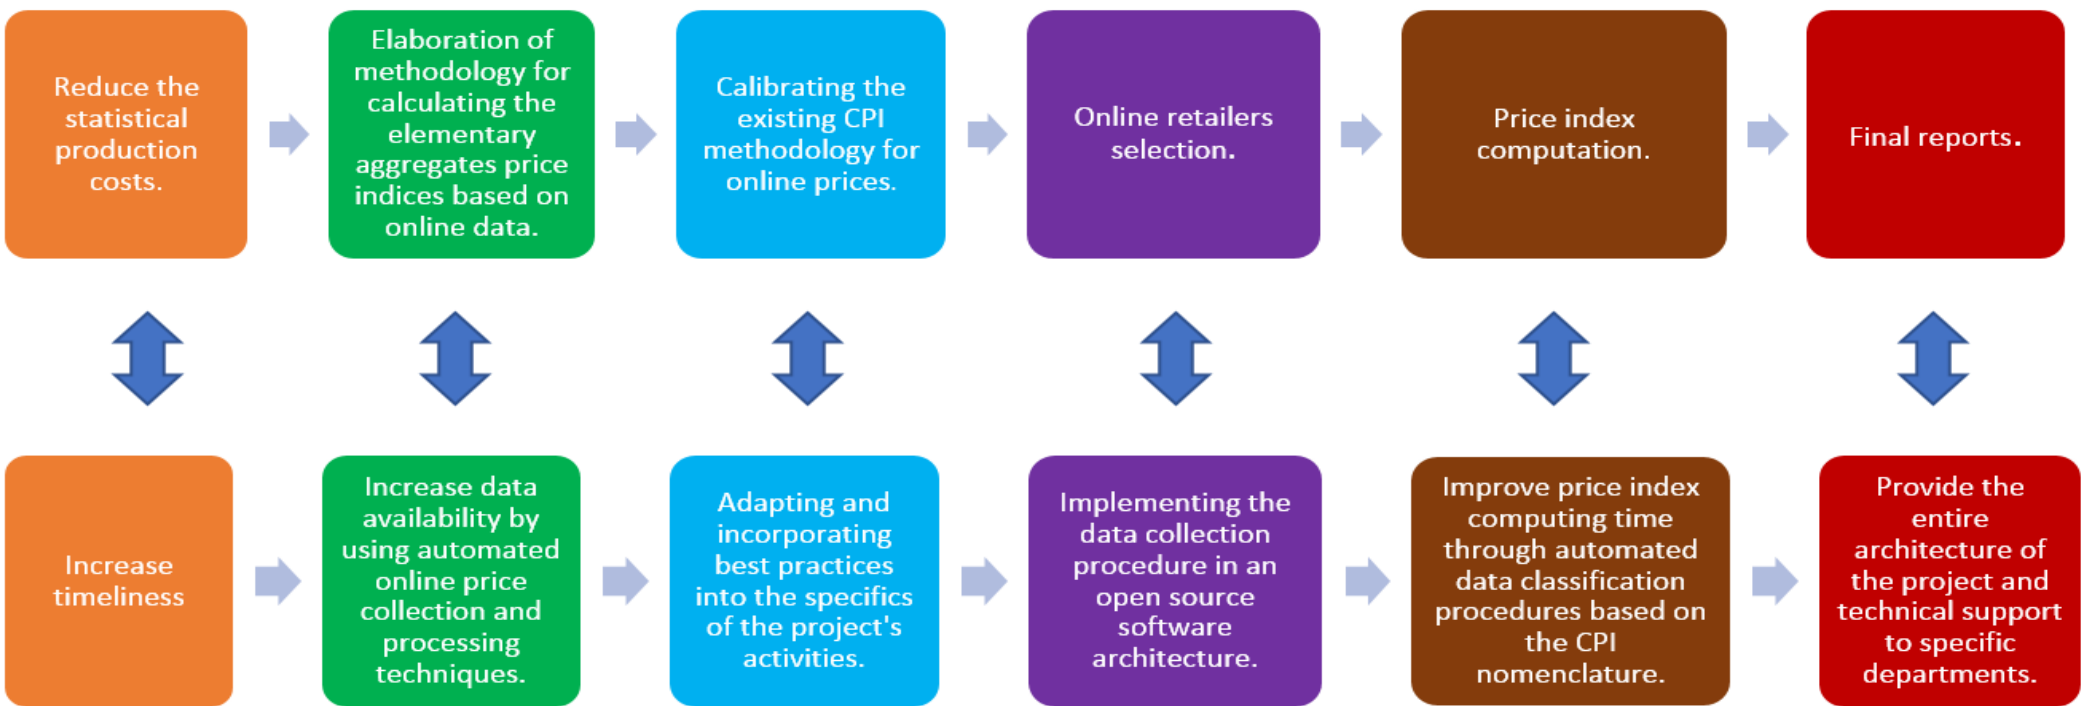 Reduce the
statistical
production
costs.
Elaboration of
methodology for
calculating the
elementary
aggregates price
indices based on
online data.
Calibrating the
existing CPI
methodology for
online prices.
Online retailers
selection.
Price index
computation.
Final reports.
Increase
timeliness
Increase data
availability by
using automated
online price
collection and
processing
techniques.
Adapting and
incorporating
best practices
into the specifics
of the project's
activities.
Implementing the
data collection
procedure in an
open source
software
architecture.
Improve price index
computing time
through automated
data classification
procedures based on
the CPI
nomenclature.
Provide the
entire
architecture of
the project and
technical support
to specific
departments.